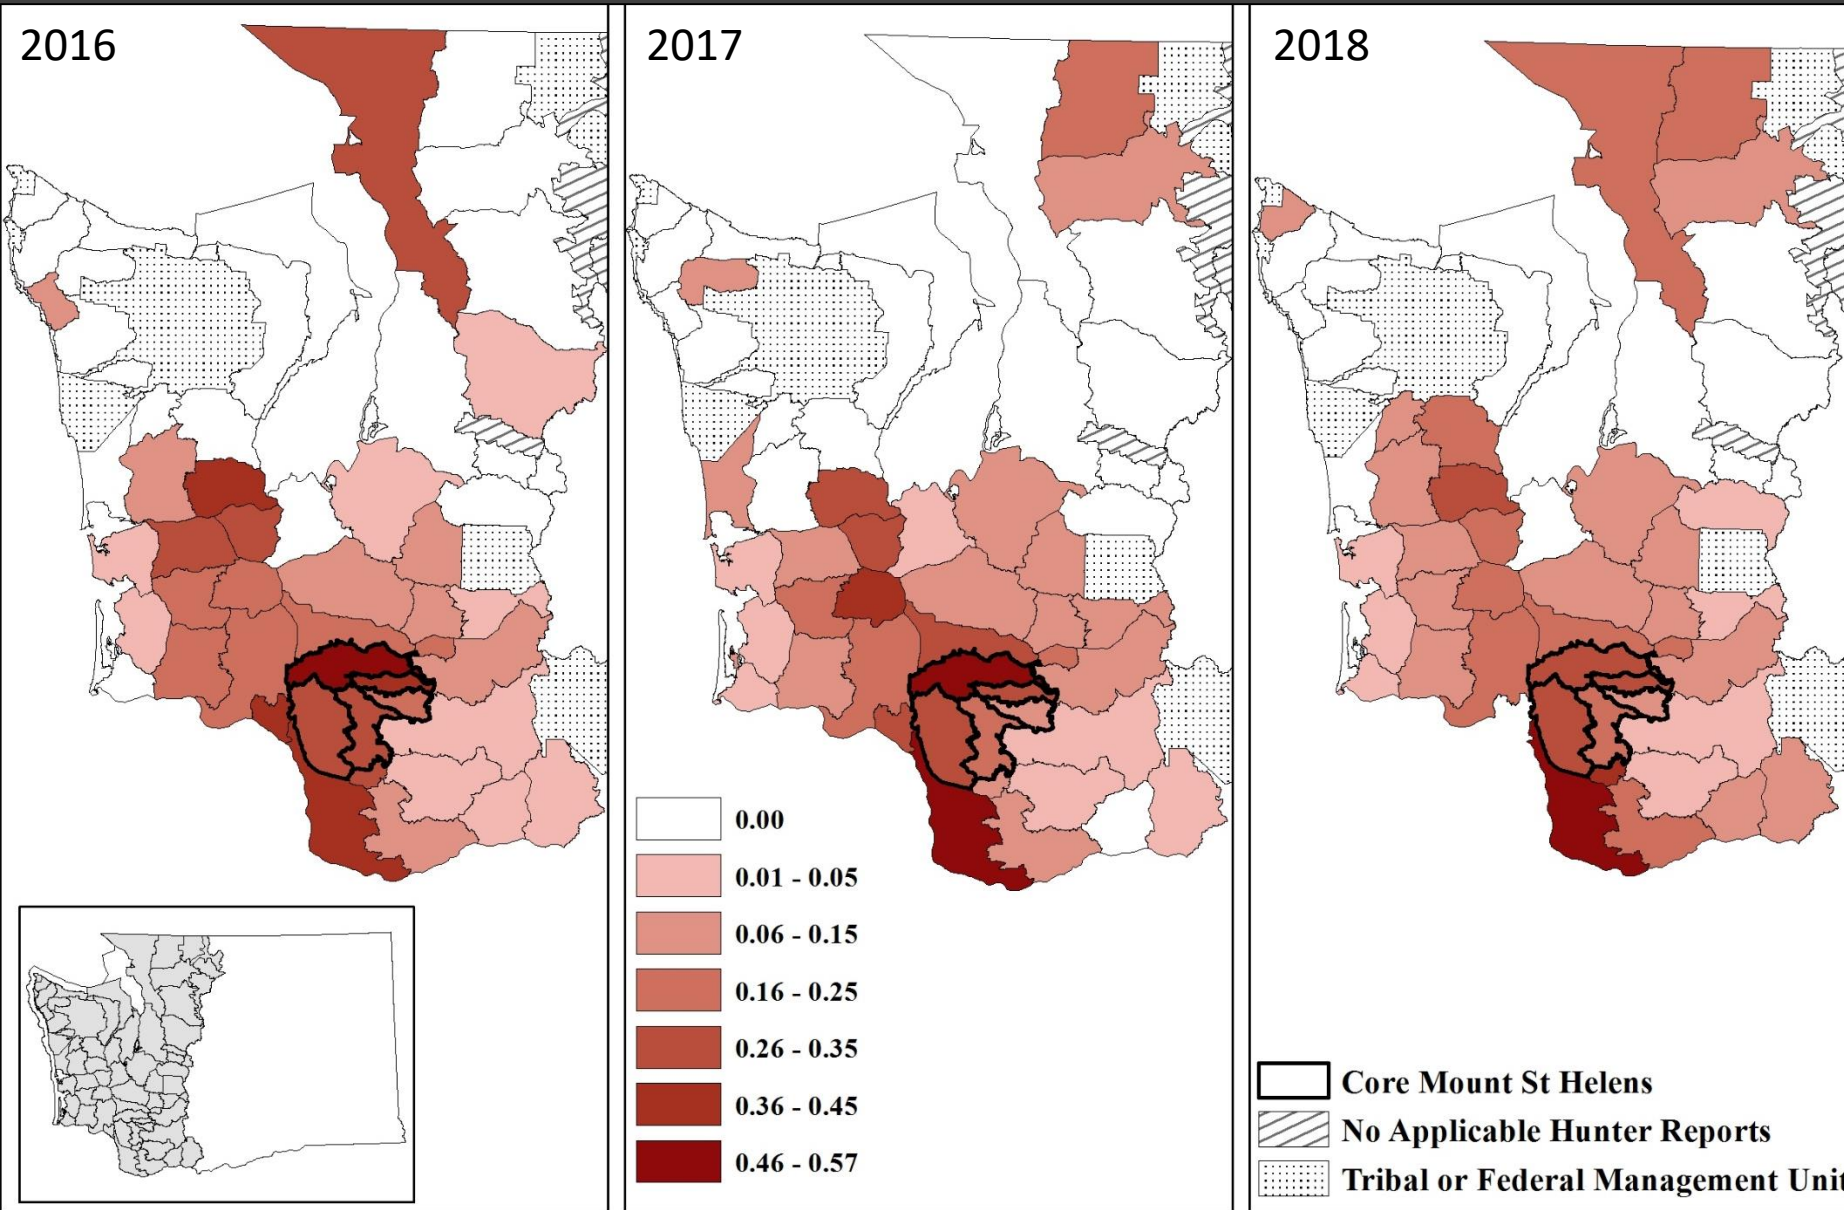 2016
2017
2018
0.00
0.01 - 0.05
0.06 - 0.15
0.16 - 0.25
0.26 - 0.35
0.36 - 0.45
0.46 - 0.57
Core Mount St Helens
No Applicable Hunter Reports
Tribal or Federal Management Unit